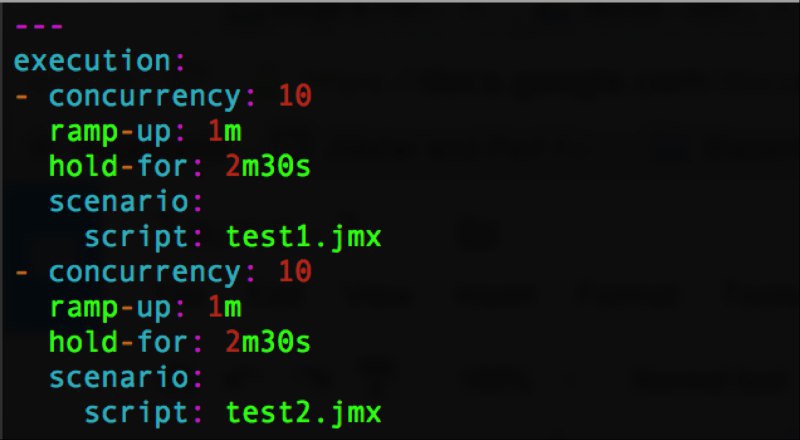 ---
execution:
- concurrency: 10
  ramp-up: 1m
  hold-for: 2m30s
  scenario:
    script: test1.jmx
- concurrency: 10
  ramp-up: 1m
  hold-for: 2m30s
  scenario:
    script: test2.jmx